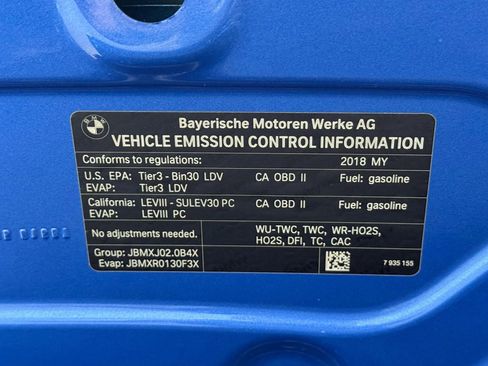 BMW
Bayerische Motoren Werke AG
VEHICLE EMISSION CONTROL INFORMATION
Conforms to regulations: 2018 MY
U.S. EPA: Tier3 - Bin30 LDV CA OBD II Fuel: gasoline
EVAP: Tier3 LDV
California: LEVIII - SULEV30 PC CA OBD II Fuel: gasoline
EVAP: LEVIII PC
No adjustments needed. WU-TWC, TWC, WR-HO2S,
HO2S, DFI, TC, CAC
Group: JBMXJ02.0B4X
Evap: JBMXR0130F3X 7 935 155